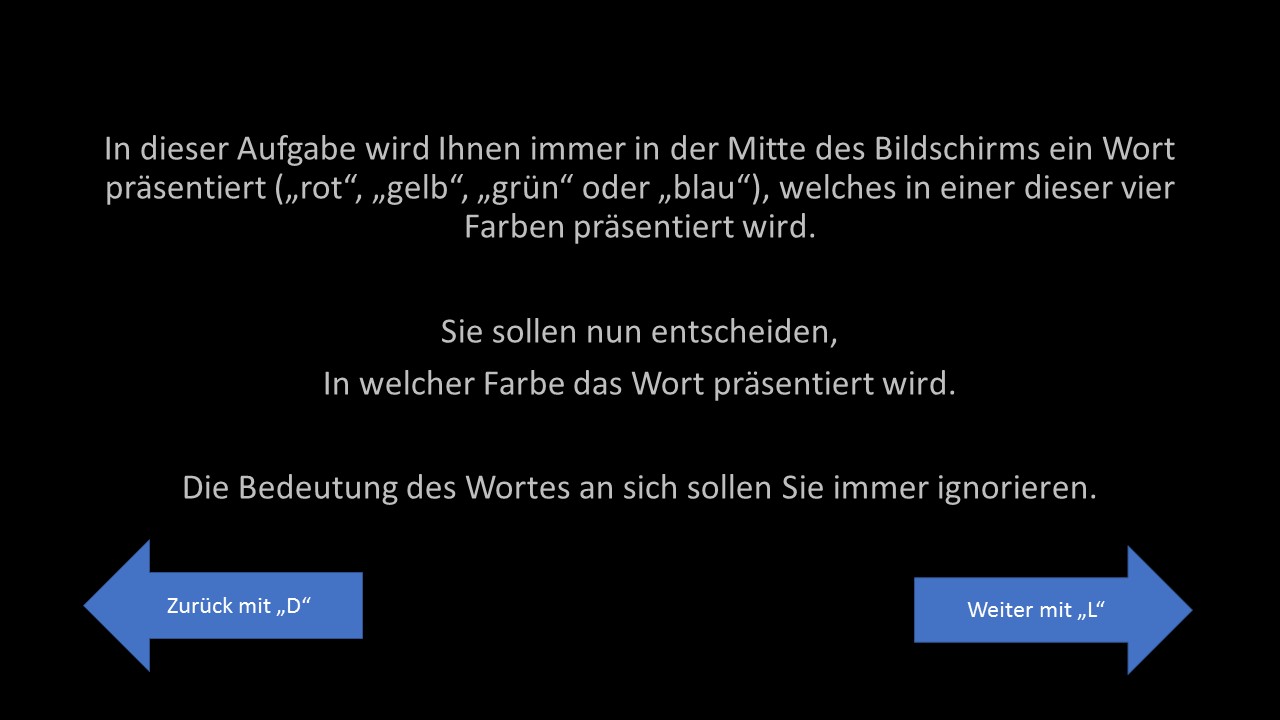 In dieser Aufgabe wird Ihnen immer in der Mitte des Bildschirms ein Wort
präsentiert („rot“, „gelb“, „grün“ oder „blau“), welches in einer dieser vier
Farben präsentiert wird.
Sie sollen nun entscheiden,
In welcher Farbe das Wort präsentiert wird.
Die Bedeutung des Wortes an sich sollen Sie immer ignorieren.
Zurück mit „D“
Weiter mit „L“